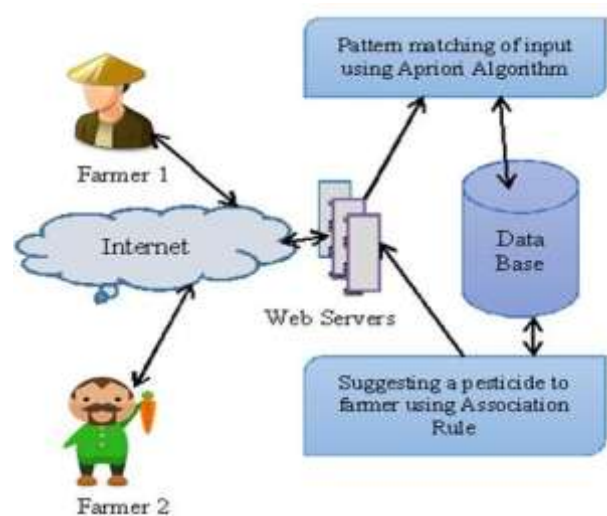 Pattern matching of input
using Apriori Algorithm
Farmer 1
Internet
Data
Base
Web Servers
Suggesting a pesticide to
farmer using Association
Rule
Farmer 2